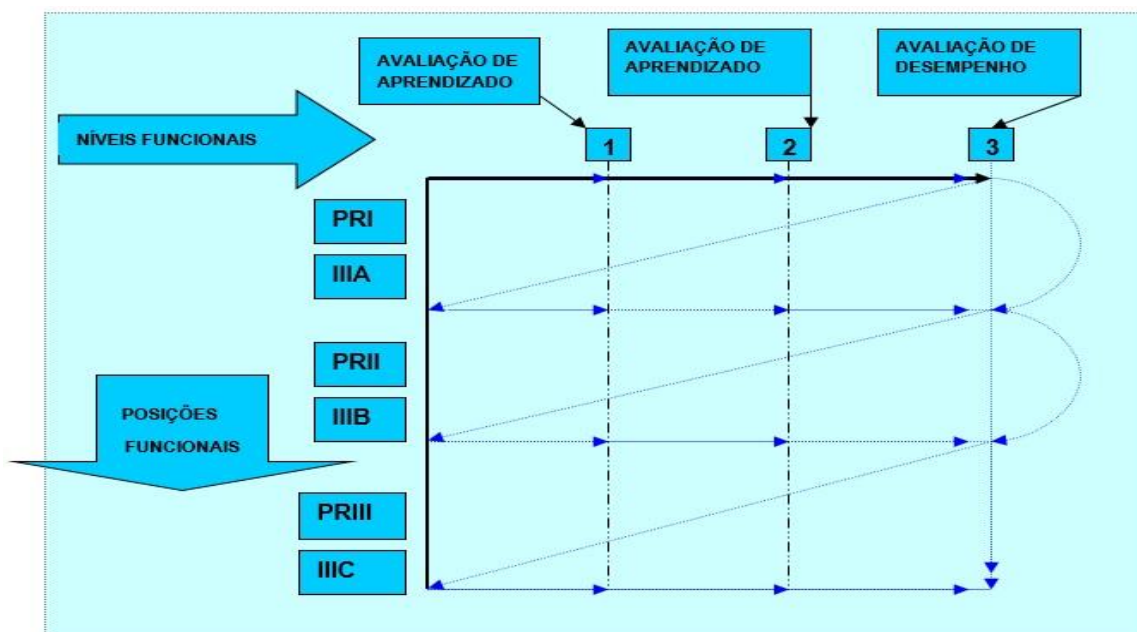 AVALIAÇÃO DE
APRENDIZADO
AVALIAÇÃO DE
APRENDIZADO
AVALIAÇÃO DE
DESEMPENHO
NÍVEIS FUNCIONAIS
1
2
3
PRI
IIIA
PRII
IIIB
POSIÇÕES
FUNCIONAIS
PRIII
IIIC